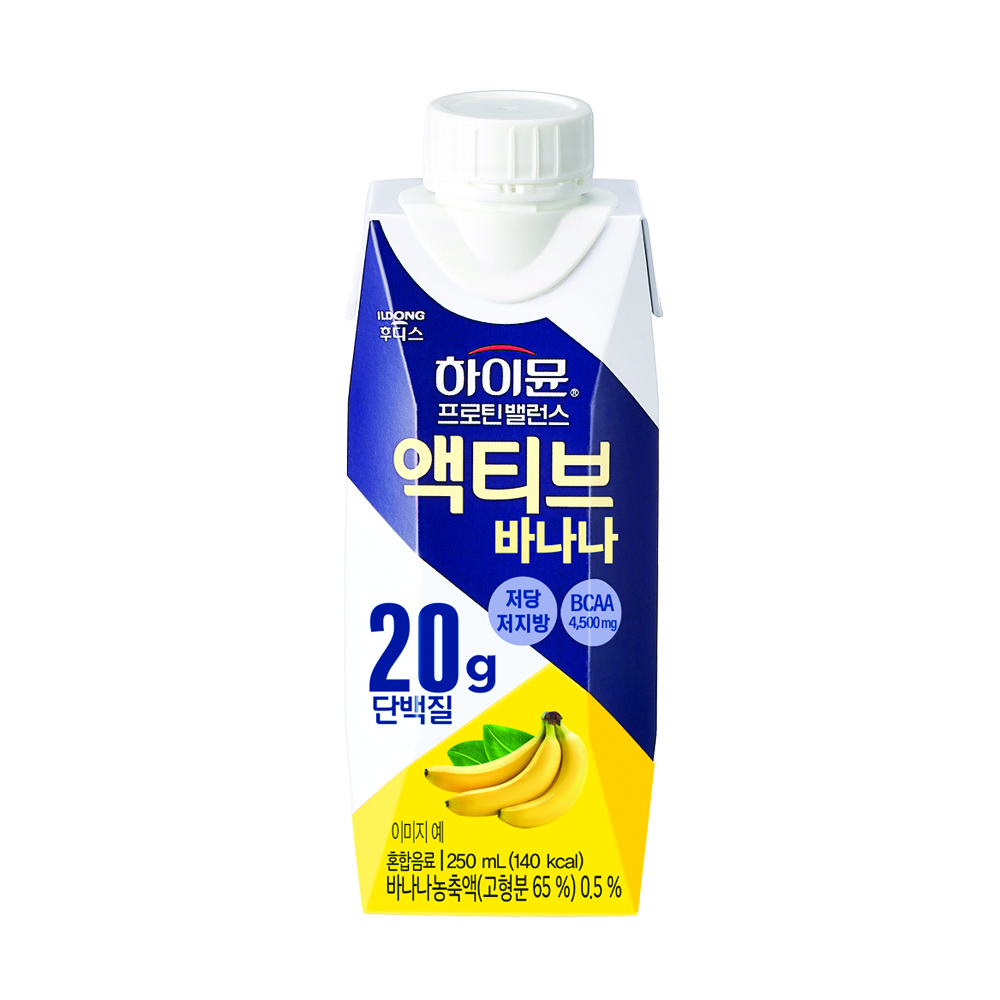 ILDONG
후디스
하이뮨®
프로틴밸런스
액티브
바나나
저당
저지방
BCAA
4,500mg
20g
단백질
이미지 예
혼합음료 | 250 mL (140 kcal)
바나나농축액(고형분 65 %) 0.5 %